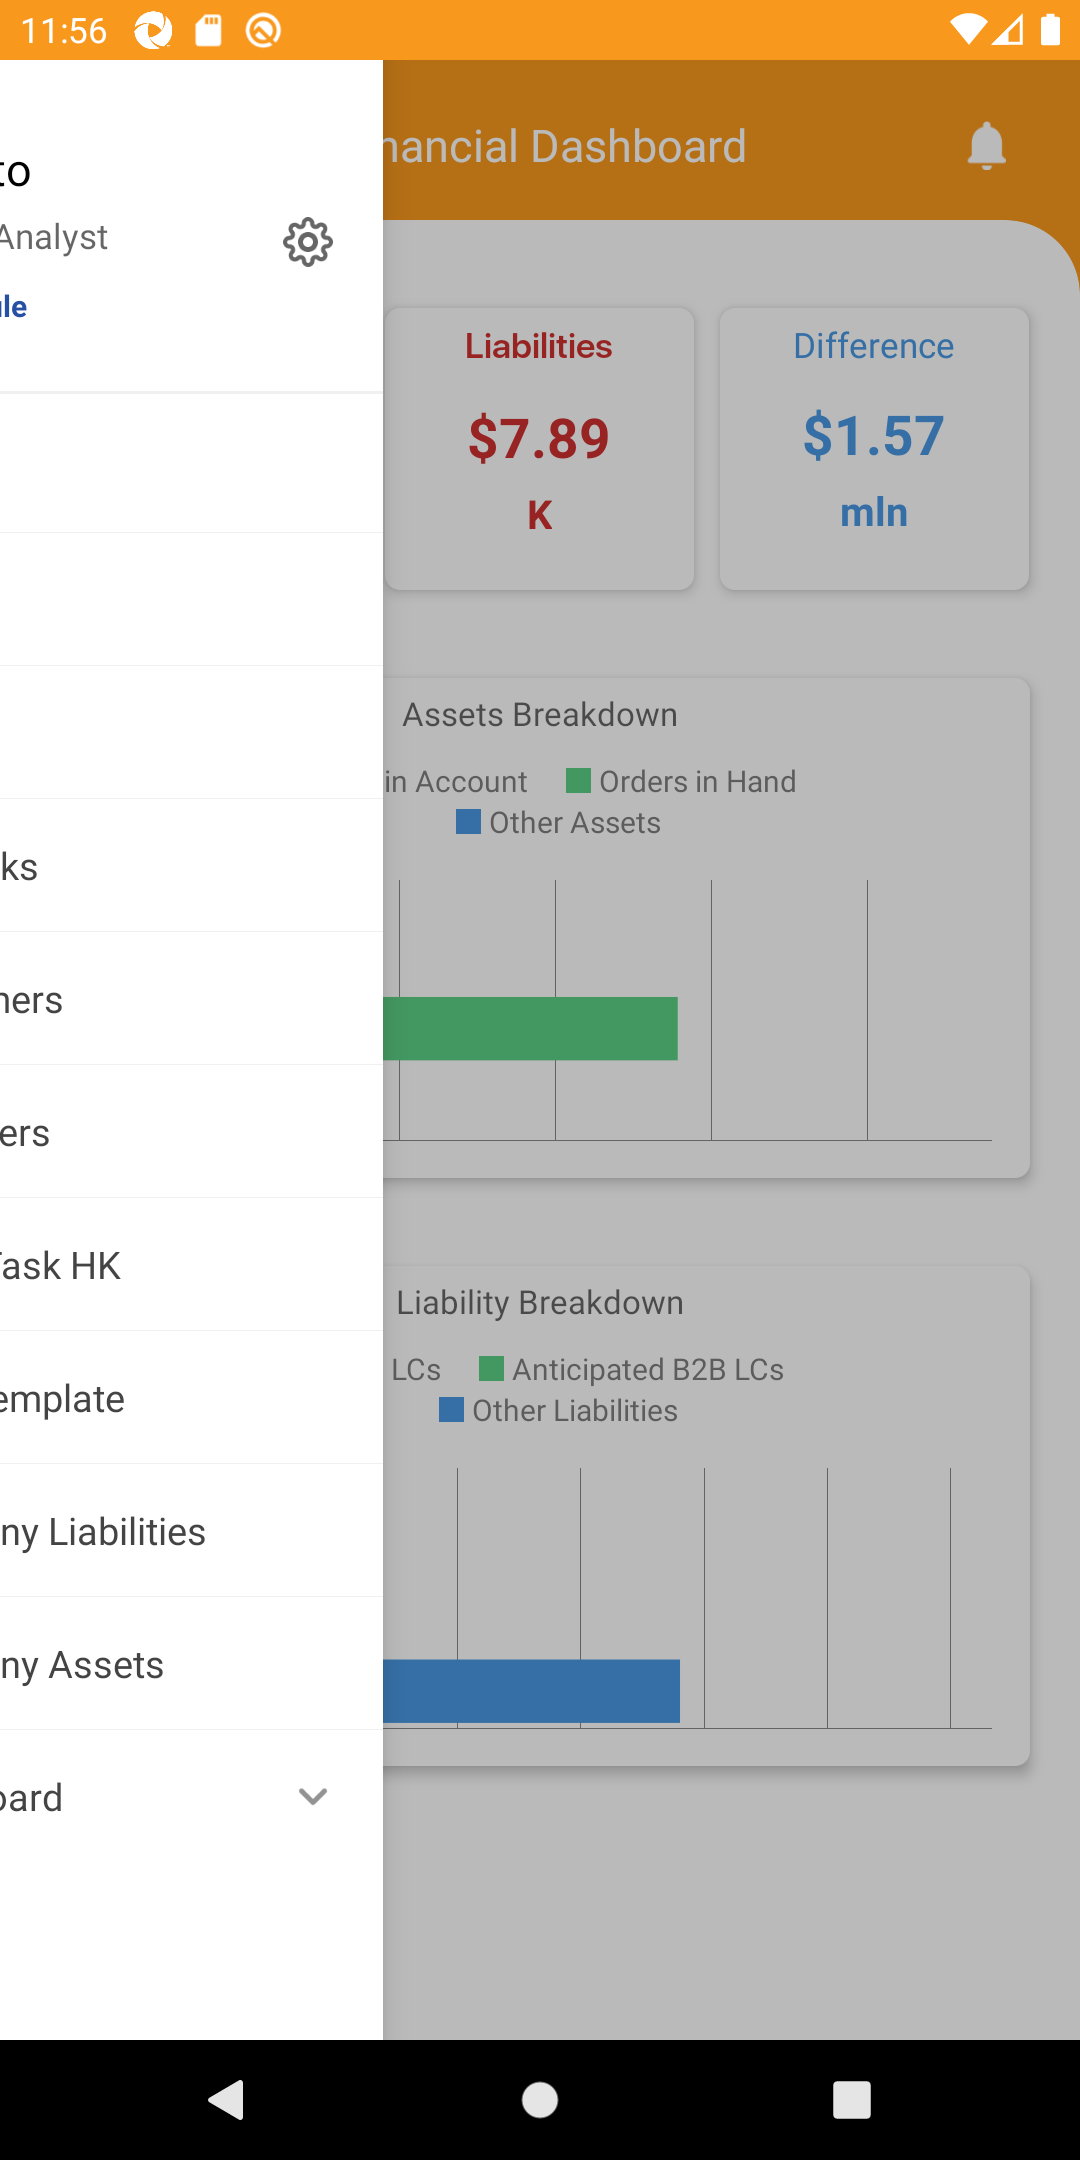 11:56
nancial Dashboard
to
Analyst
le
Liabilities
$7.89
K
Difference
$1.57
mln
Assets Breakdown
in Account
Orders in Hand
Other Assets
ks
ners
ers
Task HK
emplate
ny Liabilities
ny Assets
oard
Liability Breakdown
LCs
Anticipated B2B LCs
Other Liabilities